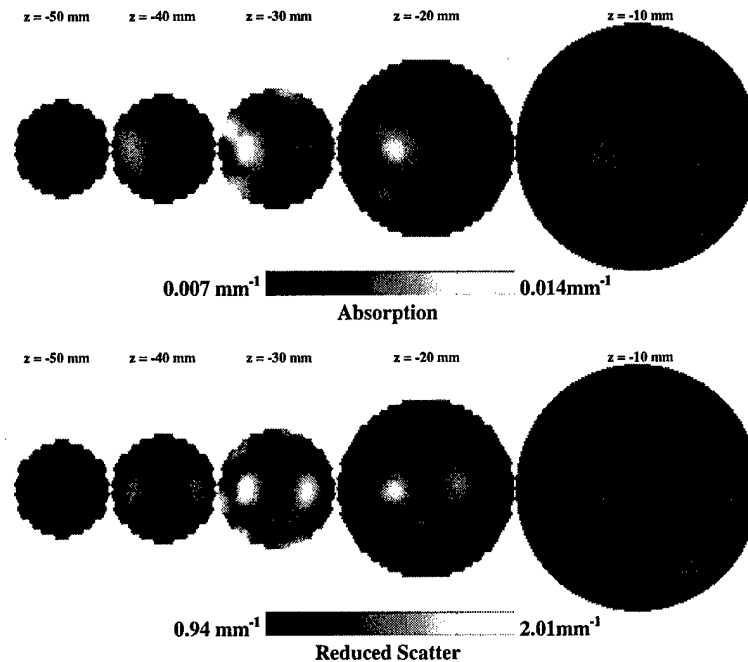 z = -50 mm z = -40 mm z = -30 mm z = -20 mm z = -10 mm
0.007 mm⁻¹ 0.014mm⁻¹
Absorption
z = -50 mm z = -40 mm z = -30 mm z = -20 mm z = -10 mm
0.94 mm⁻¹ 2.01mm⁻¹
Reduced Scatter